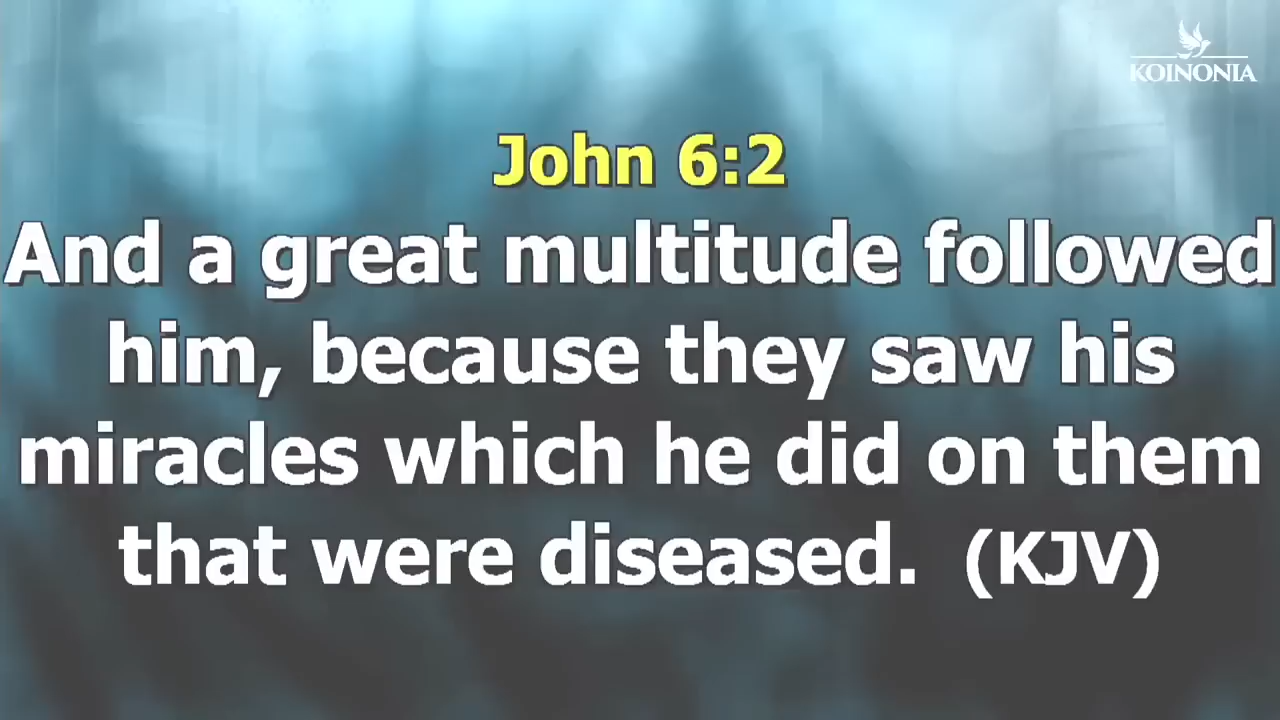 KOINONIA
John 6:2
And a great multitude followed
him, because they saw his
miracles which he did on them
that were diseased.  (KJV)